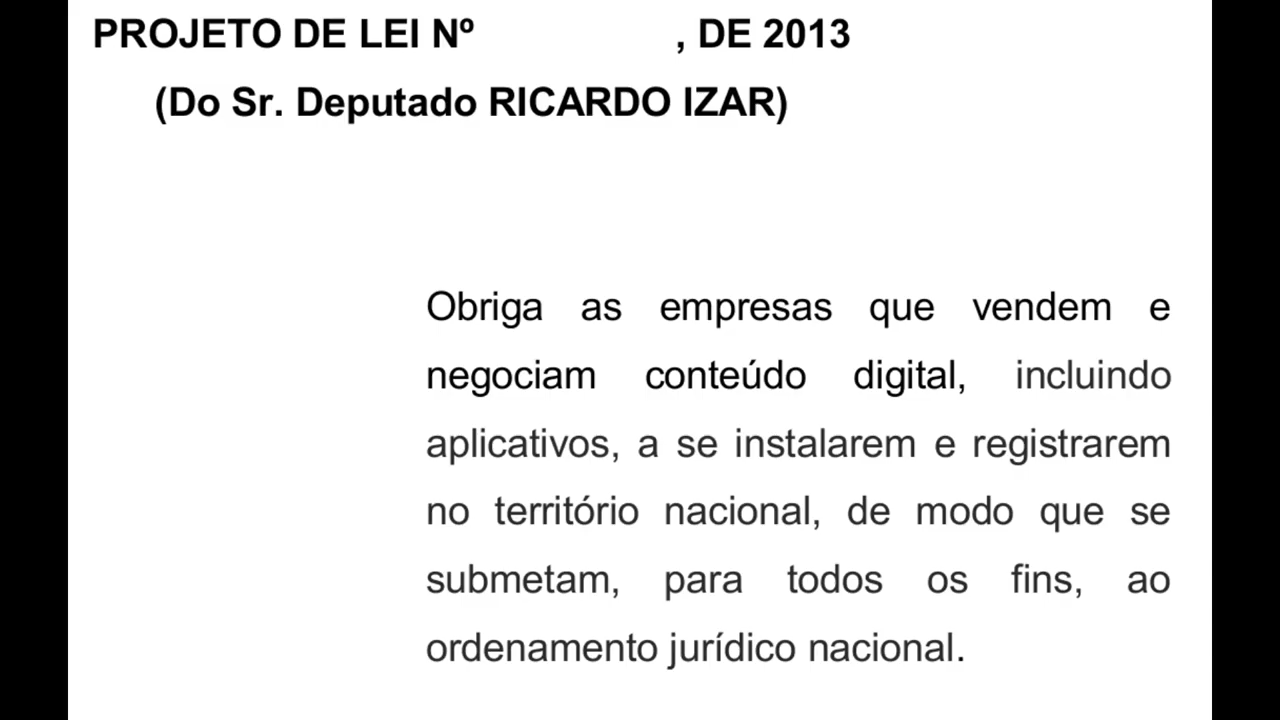 PROJETO DE LEI Nº , DE 2013
(Do Sr. Deputado RICARDO IZAR)
Obriga as empresas que vendem e
negociam conteúdo digital, incluindo
aplicativos, a se instalarem e registrarem
no território nacional, de modo que se
submetam, para todos os fins, ao
ordenamento jurídico nacional.